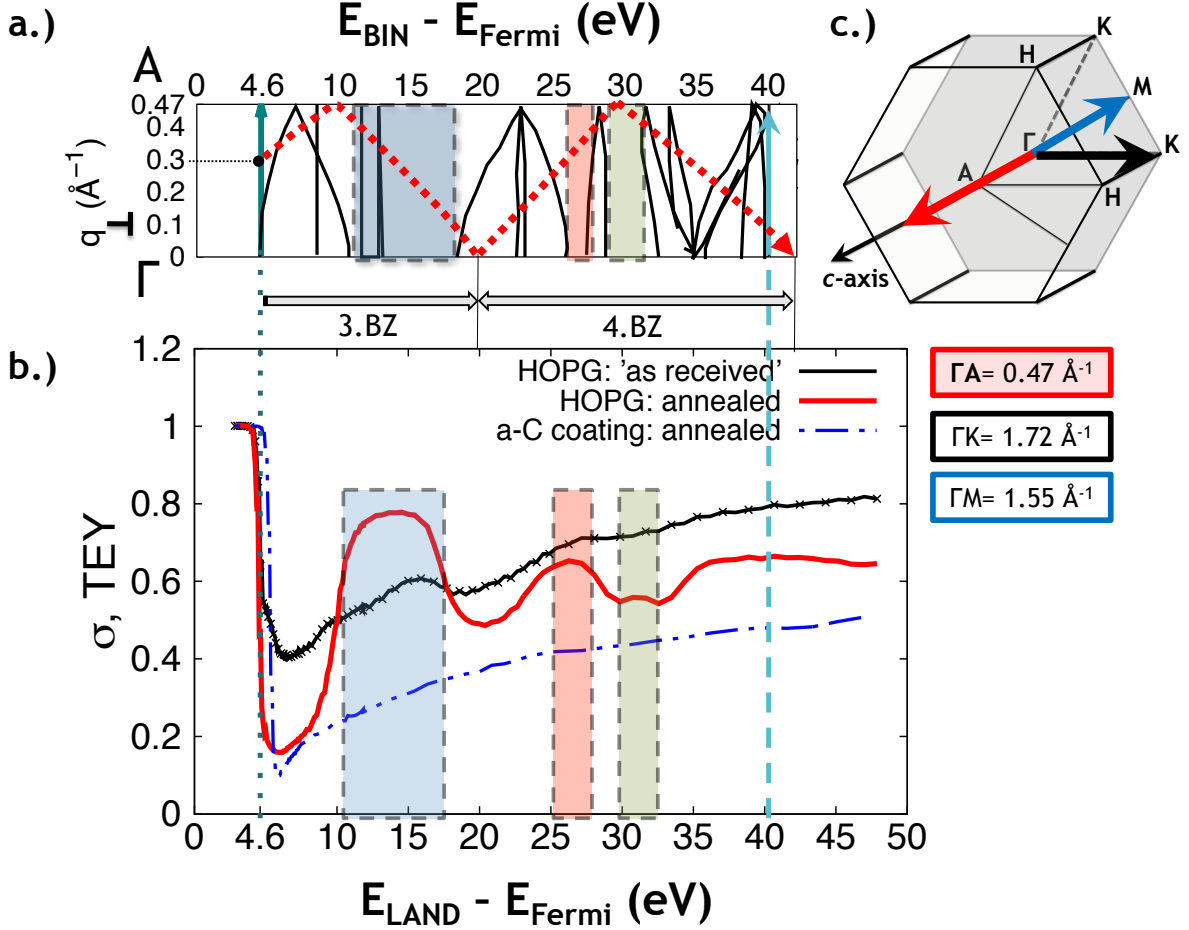 a.)
E_BIN – E_Fermi (eV)
A
0 4.6 10 15 20 25 30 35 40
0.47
0.4
0.3
0.2
0.1
0
q⊥ (Å⁻¹)
Γ
3.BZ 4.BZ
b.)
HOPG: 'as received'
HOPG: annealed
a-C coating: annealed
1.2
1
0.8
0.6
0.4
0.2
0
σ, TEY
0 4.6 10 15 20 25 30 35 40 45 50
E_LAND – E_Fermi (eV)
c.)
K
H
M
Γ
K
A
H
c-axis
ΓA= 0.47 Å⁻¹
ΓK= 1.72 Å⁻¹
ΓM= 1.55 Å⁻¹